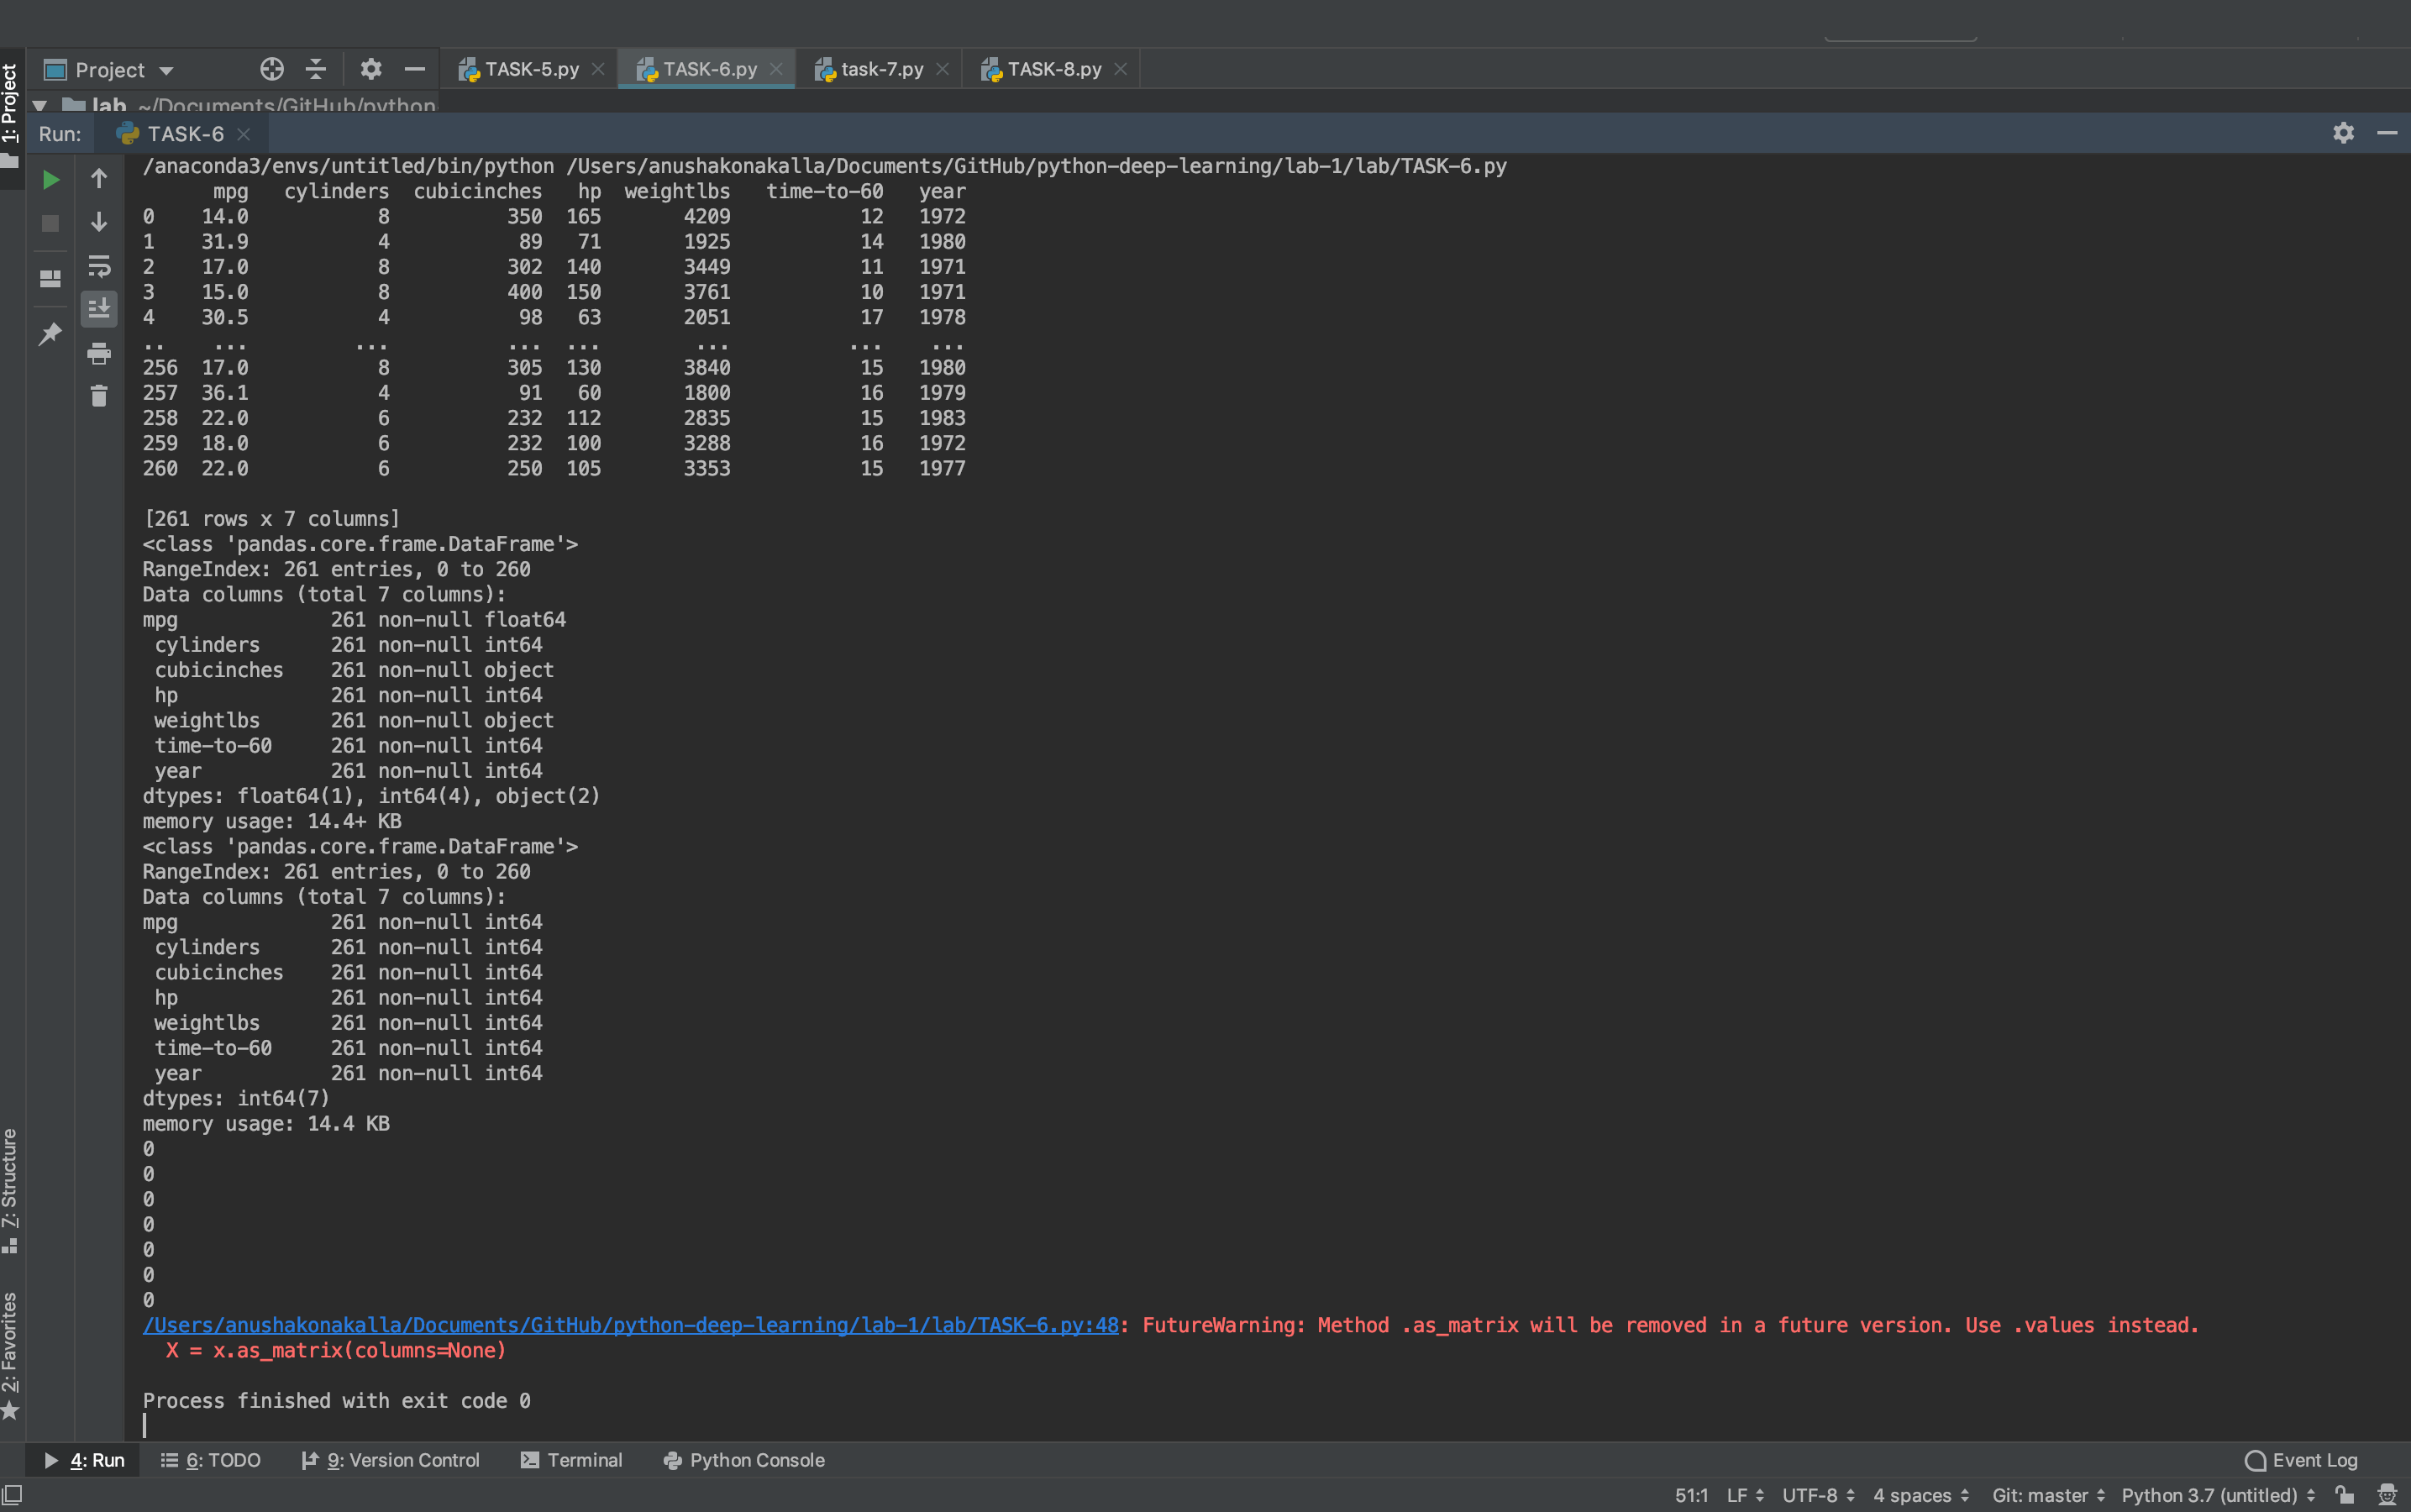 Project
TASK-5.py
TASK-6.py
task-7.py
TASK-8.py
1: Project
lab ~/Documents/GitHub/python-
Run: TASK-6
/anaconda3/envs/untitled/bin/python /Users/anushakonakalla/Documents/GitHub/python-deep-learning/lab-1/lab/TASK-6.py
mpg cylinders cubicinches hp weightlbs time-to-60 year
0 14.0 8 350 165 4209 12 1972
1 31.9 4 89 71 1925 14 1980
2 17.0 8 302 140 3449 11 1971
3 15.0 8 400 150 3761 10 1971
4 30.5 4 98 63 2051 17 1978
.. ... ... ... ... ... ... ...
256 17.0 8 305 130 3840 15 1980
257 36.1 4 91 60 1800 16 1979
258 22.0 6 232 112 2835 15 1983
259 18.0 6 232 100 3288 16 1972
260 22.0 6 250 105 3353 15 1977
[261 rows x 7 columns]
<class 'pandas.core.frame.DataFrame'>
RangeIndex: 261 entries, 0 to 260
Data columns (total 7 columns):
mpg 261 non-null float64
cylinders 261 non-null int64
cubicinches 261 non-null object
hp 261 non-null int64
weightlbs 261 non-null object
time-to-60 261 non-null int64
year 261 non-null int64
dtypes: float64(1), int64(4), object(2)
memory usage: 14.4+ KB
<class 'pandas.core.frame.DataFrame'>
RangeIndex: 261 entries, 0 to 260
Data columns (total 7 columns):
mpg 261 non-null int64
cylinders 261 non-null int64
cubicinches 261 non-null int64
hp 261 non-null int64
weightlbs 261 non-null int64
time-to-60 261 non-null int64
year 261 non-null int64
dtypes: int64(7)
memory usage: 14.4 KB
0
0
0
0
0
0
0
/Users/anushakonakalla/Documents/GitHub/python-deep-learning/lab-1/lab/TASK-6.py:48: FutureWarning: Method .as_matrix will be removed in a future version. Use .values instead.
X = x.as_matrix(columns=None)
Process finished with exit code 0
7: Structure
2: Favorites
4: Run
6: TODO
9: Version Control
Terminal
Python Console
Event Log
51:1 LF UTF-8 4 spaces Git: master Python 3.7 (untitled)